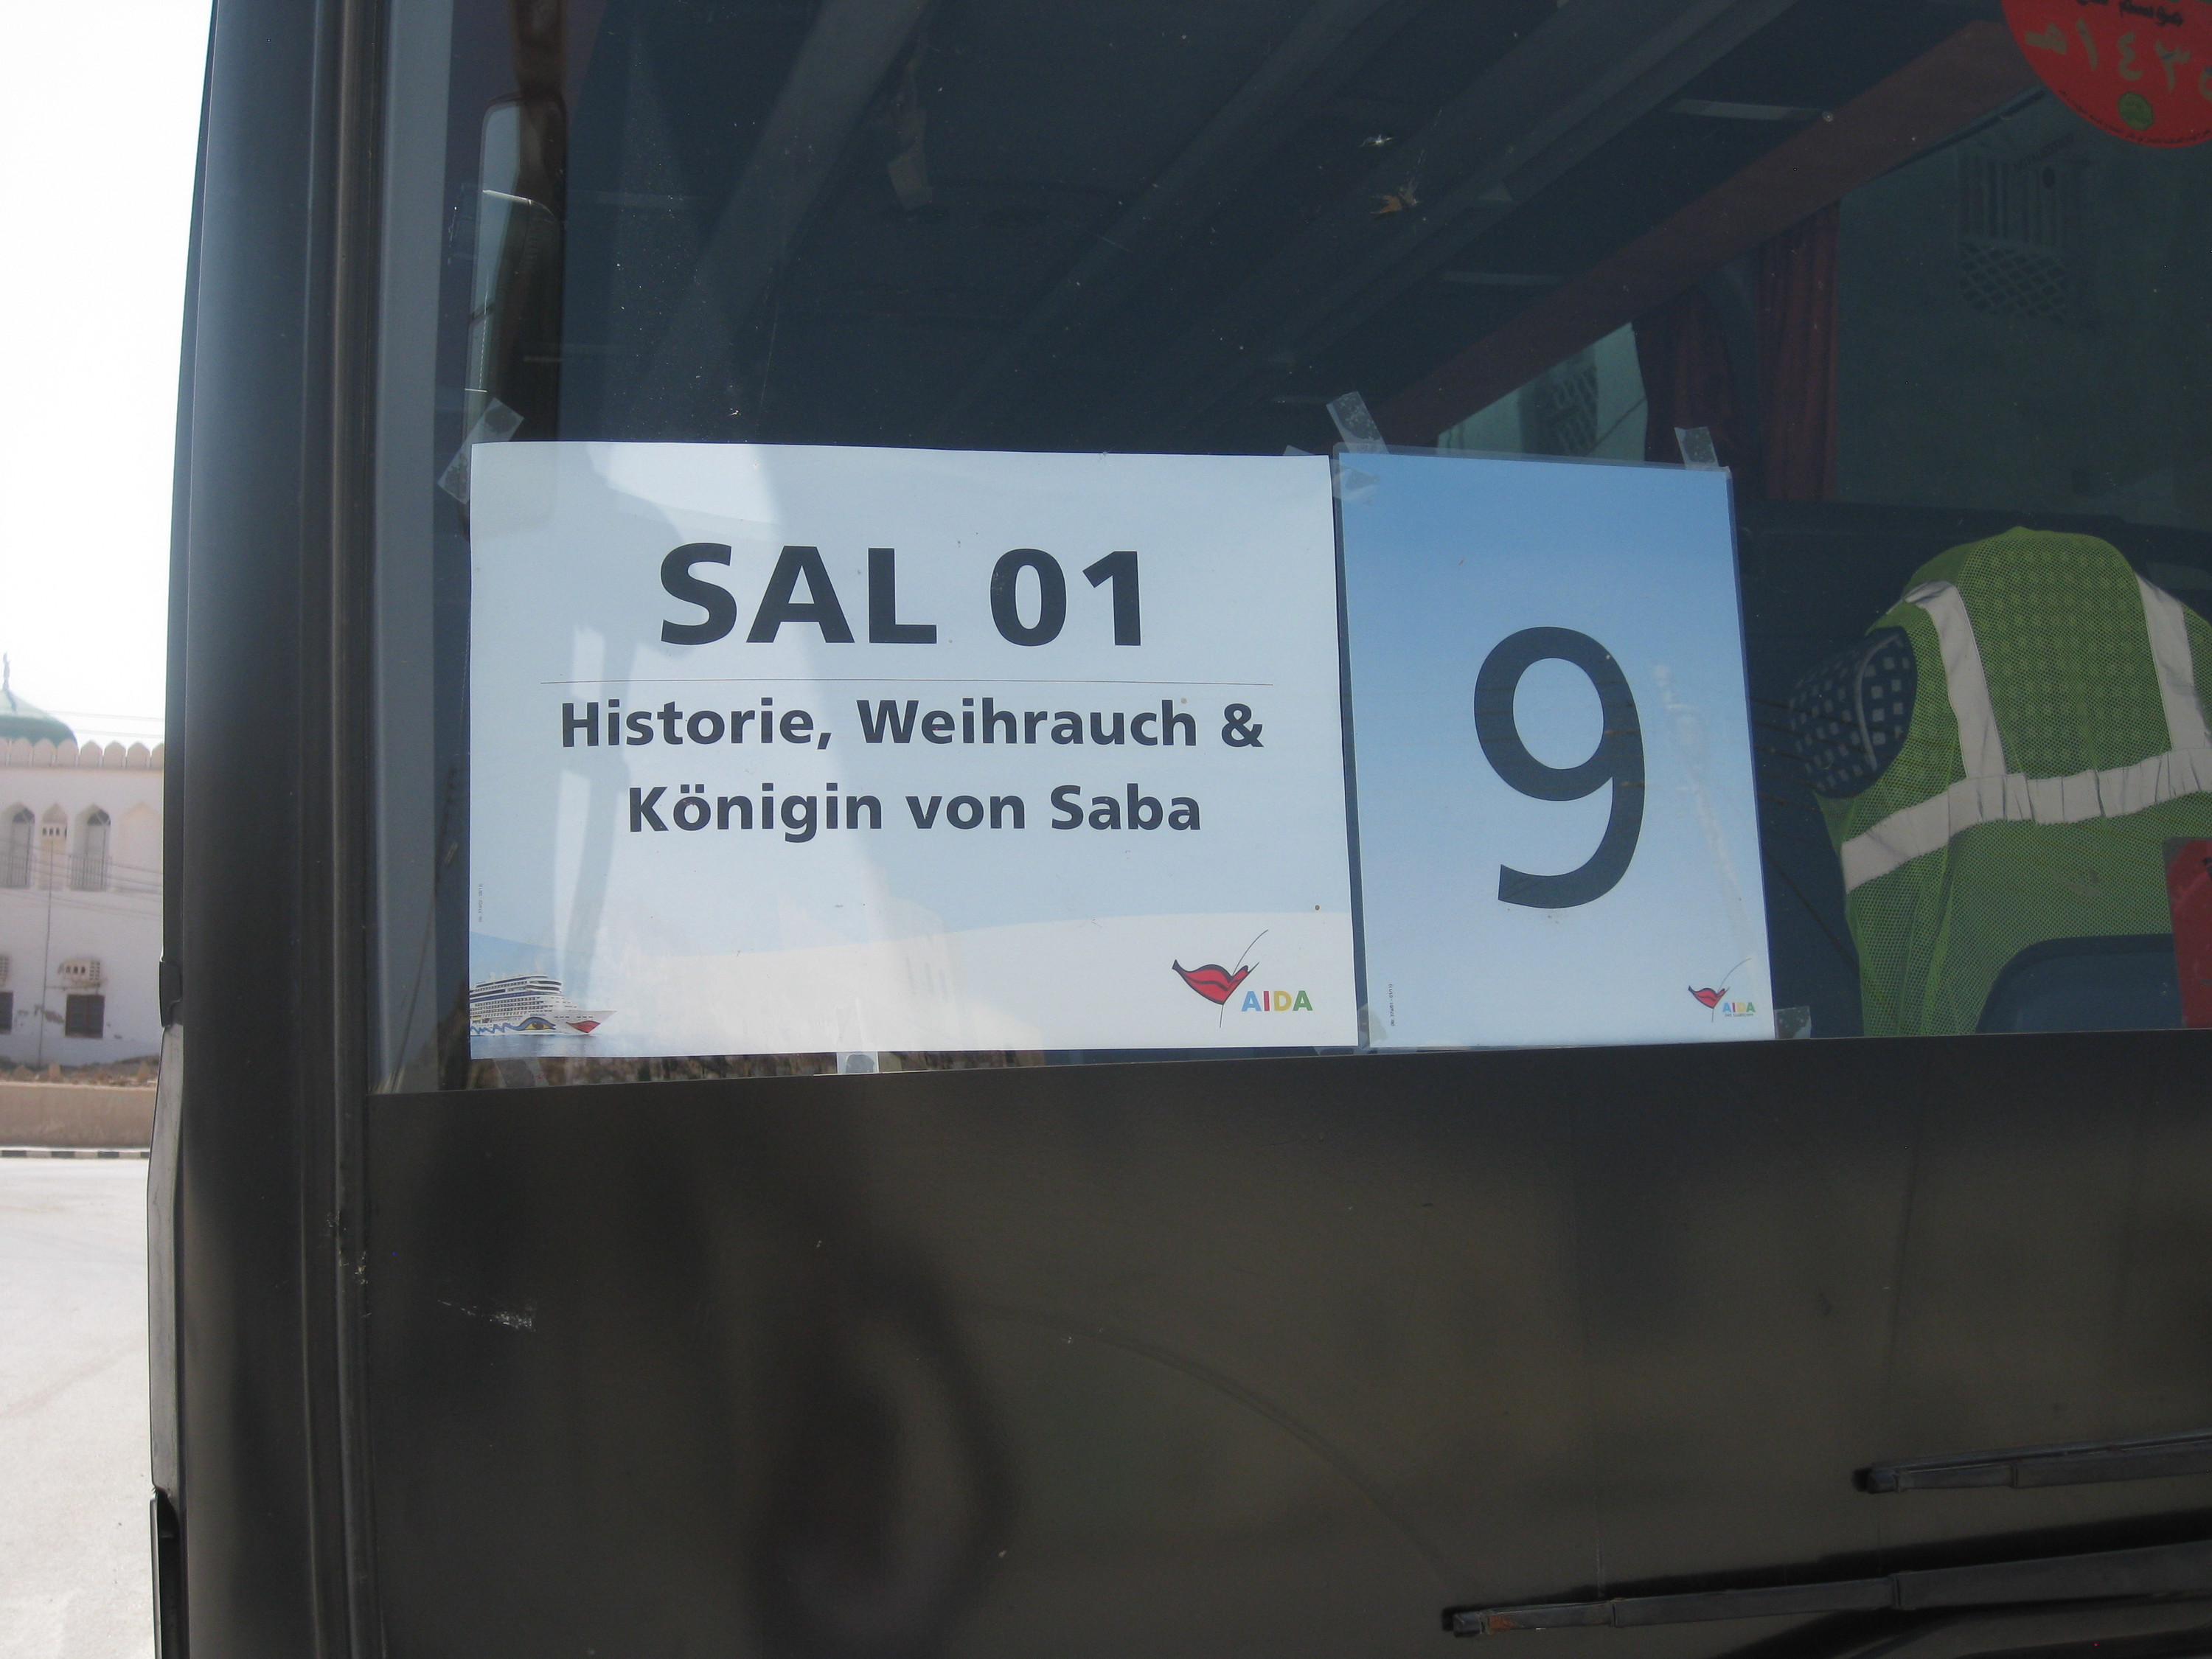 SAL 01
Historie, Weihrauch &
Königin von Saba
AIDA
9
AIDA